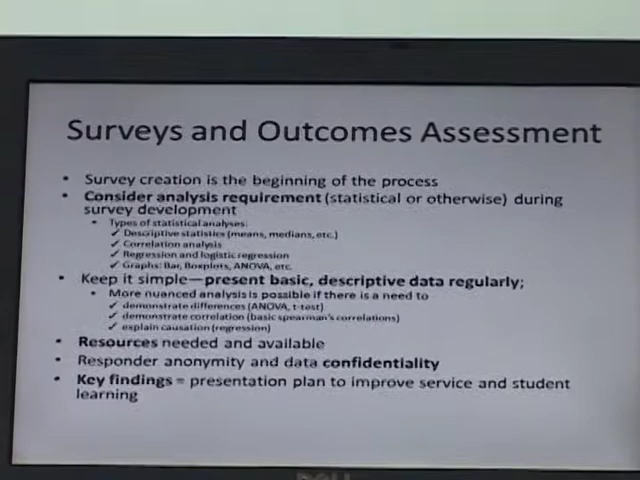 Surveys and Outcomes Assessment
• Survey creation is the beginning of the process
• Consider analysis requirement (statistical or otherwise) during
survey development
• Types of statistical analyses:
✓ Descriptive statistics (means, medians, etc.)
✓ Correlation analysis
✓ Regression and logistic regression
✓ Graphs: Bar, Boxplots, ANOVA, etc.
• Keep it simple—present basic, descriptive data regularly;
• More nuanced analysis is possible if there is a need to
✓ demonstrate differences (ANOVA, t-test)
✓ demonstrate correlation (basic spearman's correlations)
✓ explain causation (regression)
• Resources needed and available
• Responder anonymity and data confidentiality
• Key findings = presentation plan to improve service and student
learning
DELL